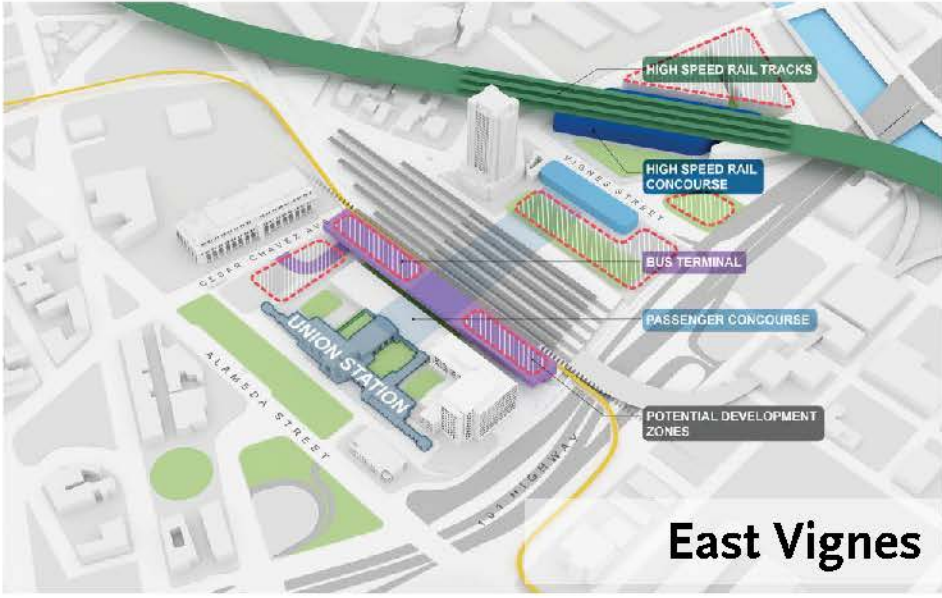 HIGH SPEED RAIL TRACKS
VIGNES STREET
HIGH SPEED RAIL
CONCOURSE
CEDAR CHAVEZ AV
BUS TERMINAL
PASSENGER CONCOURSE
UNION STATION
ALAMEDA STREET
POTENTIAL DEVELOPMENT
ZONES
101 HIGHWAY
East Vignes